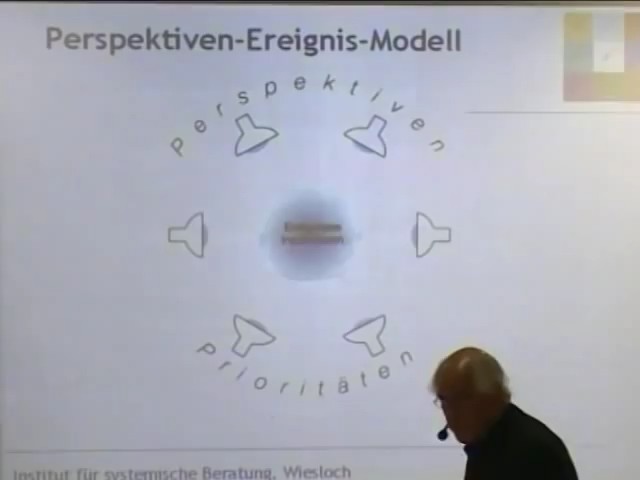 Perspektiven-Ereignis-Modell
Perspektiven
Prioritäten
Institut für systemische Beratung, Wiesloch